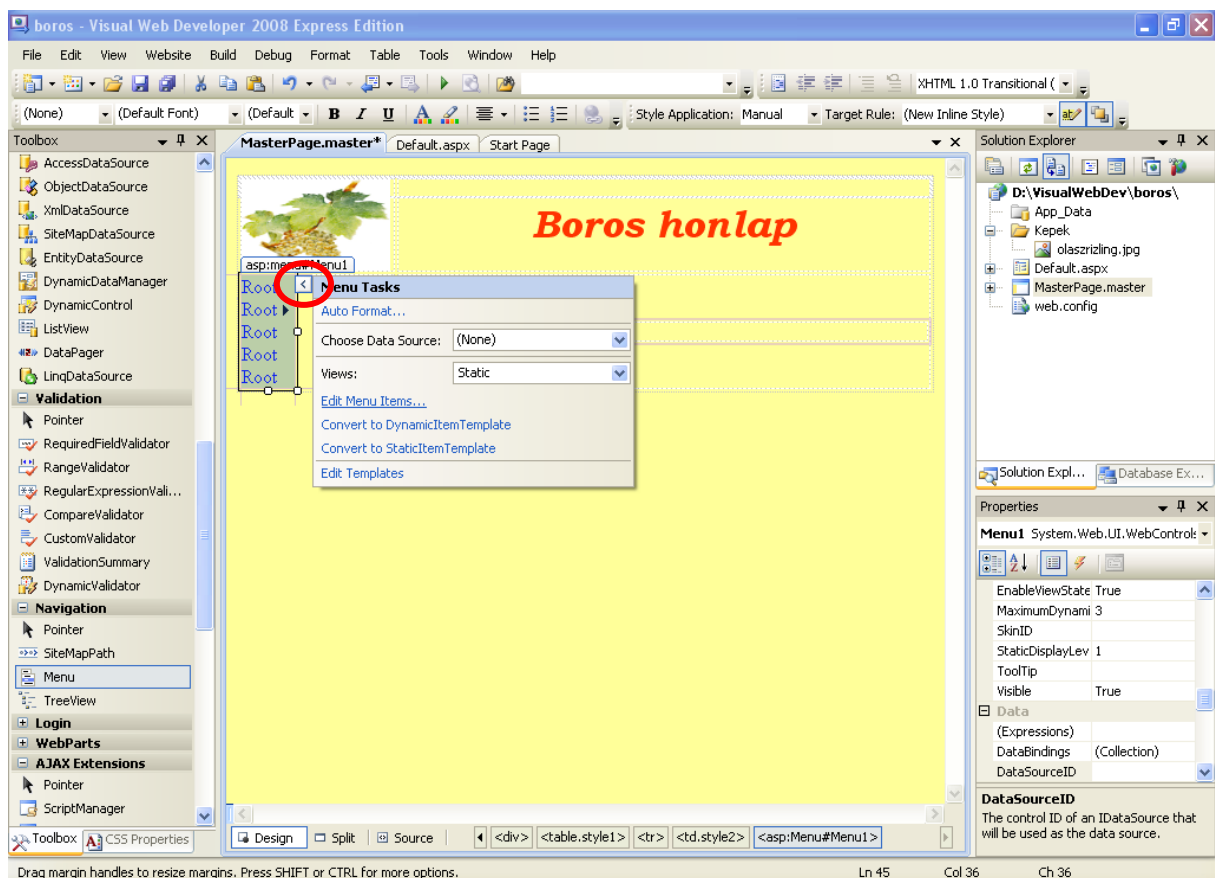 boros - Visual Web Developer 2008 Express Edition
File Edit View Website Build Debug Format Table Tools Window Help
XHTML 1.0 Transitional (
(None) (Default Font) (Default B I U A Style Application: Manual Target Rule: (New Inline Style) ab
Toolbox
AccessDataSource
ObjectDataSource
XmlDataSource
SiteMapDataSource
EntityDataSource
DynamicDataManager
DynamicControl
ListView
DataPager
LinqDataSource
Validation
Pointer
RequiredFieldValidator
RangeValidator
RegularExpressionVali...
CompareValidator
CustomValidator
ValidationSummary
DynamicValidator
Navigation
Pointer
SiteMapPath
Menu
TreeView
Login
WebParts
AJAX Extensions
Pointer
ScriptManager
Toolbox CSS Properties
MasterPage.master* Default.aspx Start Page
Boros honlap
asp:menu#Menu1
Root
Root
Root
Root
Root
Menu Tasks
Auto Format...
Choose Data Source: (None)
Views: Static
Edit Menu Items...
Convert to DynamicItemTemplate
Convert to StaticItemTemplate
Edit Templates
Design Split Source <div> <table.style1> <tr> <td.style2> <asp:Menu#Menu1>
Solution Explorer
D:\VisualWebDev\boros\
App_Data
Kepek
olaszrizling.jpg
Default.aspx
MasterPage.master
web.config
Solution Expl... Database Ex...
Properties
Menu1 System.Web.UI.WebControls
EnableViewState True
MaximumDynami 3
SkinID
StaticDisplayLev 1
ToolTip
Visible True
Data
(Expressions)
DataBindings (Collection)
DataSourceID
DataSourceID
The control ID of an IDataSource that
will be used as the data source.
Drag margin handles to resize margins. Press SHIFT or CTRL for more options. Ln 45 Col 36 Ch 36